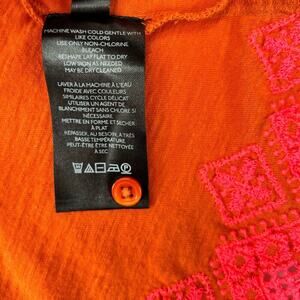 MACHINE WASH COLD GENTLE WITH
LIKE COLORS
USE ONLY NON-CHLORINE
BLEACH
RESHAPE LAY FLAT TO DRY
LOW IRON AS NEEDED
MAY BE DRY CLEANED
LAVER À LA MACHINE À L'EAU
FROIDE AVEC COULEURS
SIMILAIRES CYCLE DÉLICAT
UTILISER UN AGENT DE
BLANCHIMENT SANS CHLORE SI
NÉCESSAIRE
METTRE EN FORME ET SÉCHER
À PLAT
REPASSER, AU BESOIN, À TRÈS
BASSE TEMPÉRATURE
PEUT-ÊTRE ÊTRE NETTOYÉ
À SEC